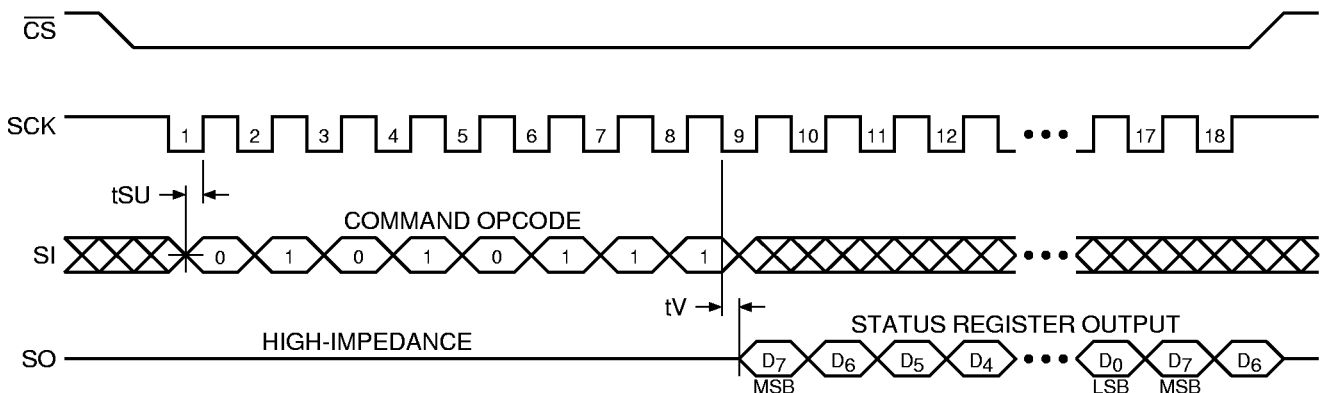 CS
SCK 1 2 3 4 5 6 7 8 9 10 11 12 17 18
tSU
COMMAND OPCODE
SI 0 1 0 1 0 1 1 1
tV
HIGH-IMPEDANCE
STATUS REGISTER OUTPUT
SO D7 D6 D5 D4 D0 D7 D6
MSB LSB MSB